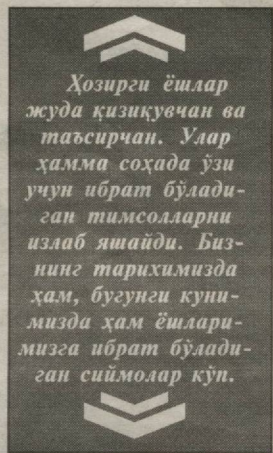 Ҳозирги ёшлар
жуда қизиқувчан ва
таъсирчан. Улар
ҳамма соҳада ўзи
учун ибрат бўлади-
ган тимсолларни
излаб яшайди. Биз-
нинг тарихимизда
ҳам, бугунги куни-
мизда ҳам ёшлари-
мизга ибрат бўлади-
ган сиймолар кўп.